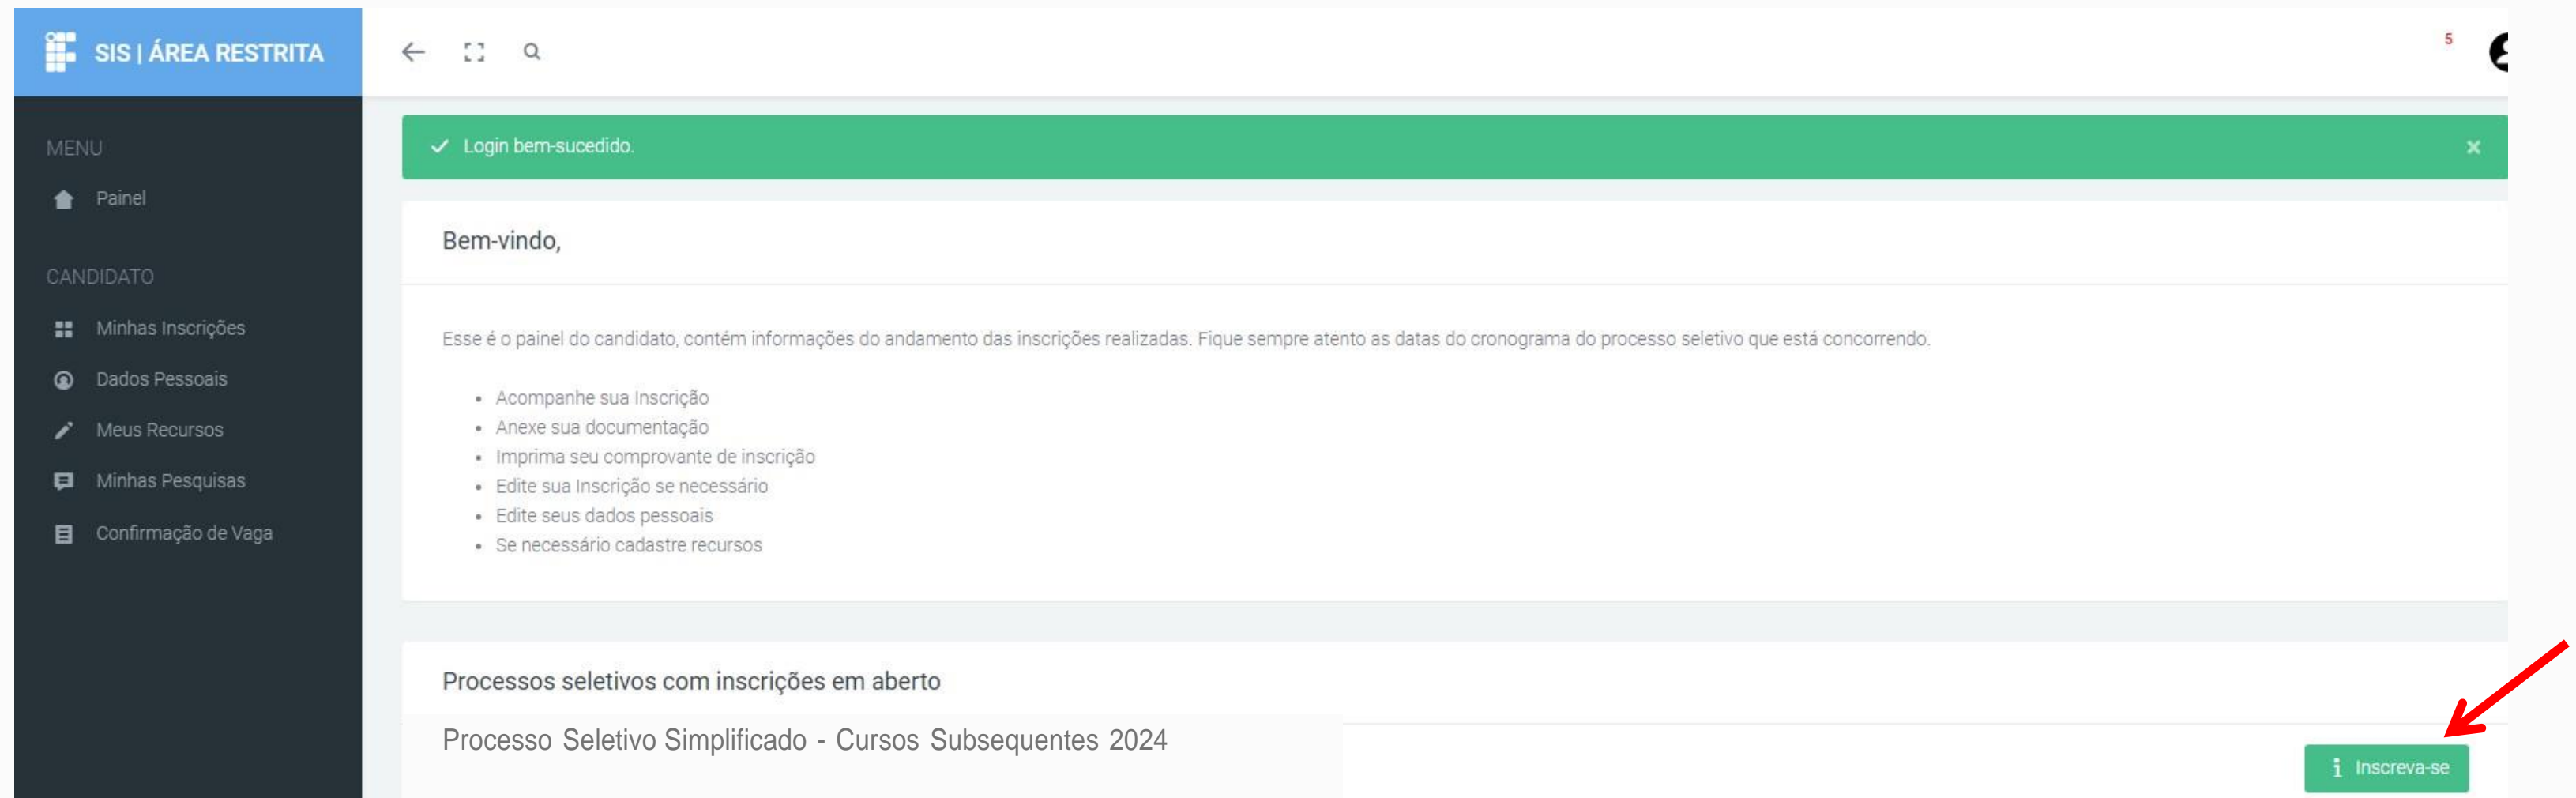 SIS | ÁREA RESTRITA
5
MENU
Painel
CANDIDATO
Minhas Inscrições
Dados Pessoais
Meus Recursos
Minhas Pesquisas
Confirmação de Vaga
Login bem-sucedido.
Bem-vindo,
Esse é o painel do candidato, contém informações do andamento das inscrições realizadas. Fique sempre atento as datas do cronograma do processo seletivo que está concorrendo.
Acompanhe sua Inscrição
Anexe sua documentação
Imprima seu comprovante de inscrição
Edite sua Inscrição se necessário
Edite seus dados pessoais
Se necessário cadastre recursos
Processos seletivos com inscrições em aberto
Processo Seletivo Simplificado - Cursos Subsequentes 2024
Inscreva-se